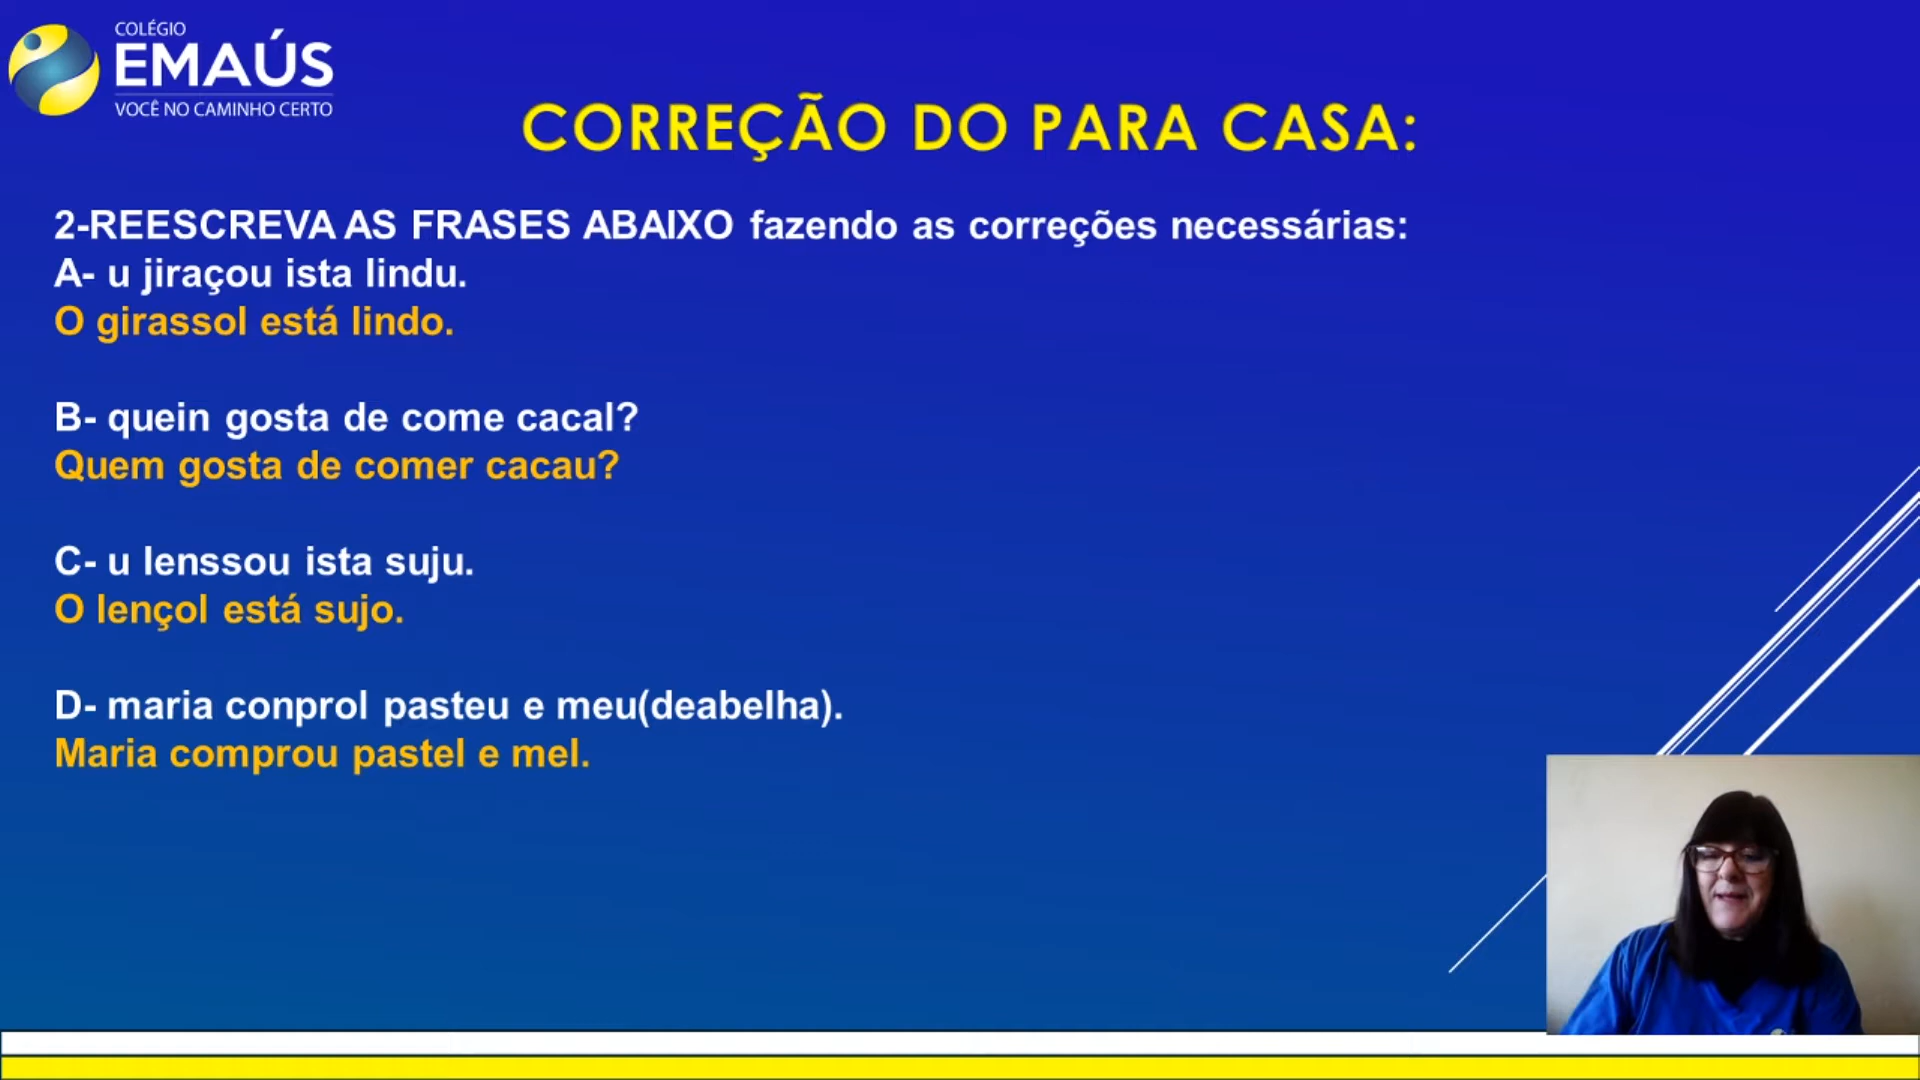 COLÉGIO
EMAÚS
VOCÊ NO CAMINHO CERTO
CORREÇÃO DO PARA CASA:
2-REESCREVA AS FRASES ABAIXO fazendo as correções necessárias:
A- u jiraçou ista lindu.
O girassol está lindo.
B- quein gosta de come cacal?
Quem gosta de comer cacau?
C- u lenssou ista suju.
O lençol está sujo.
D- maria conprol pasteu e meu(deabelha).
Maria comprou pastel e mel.